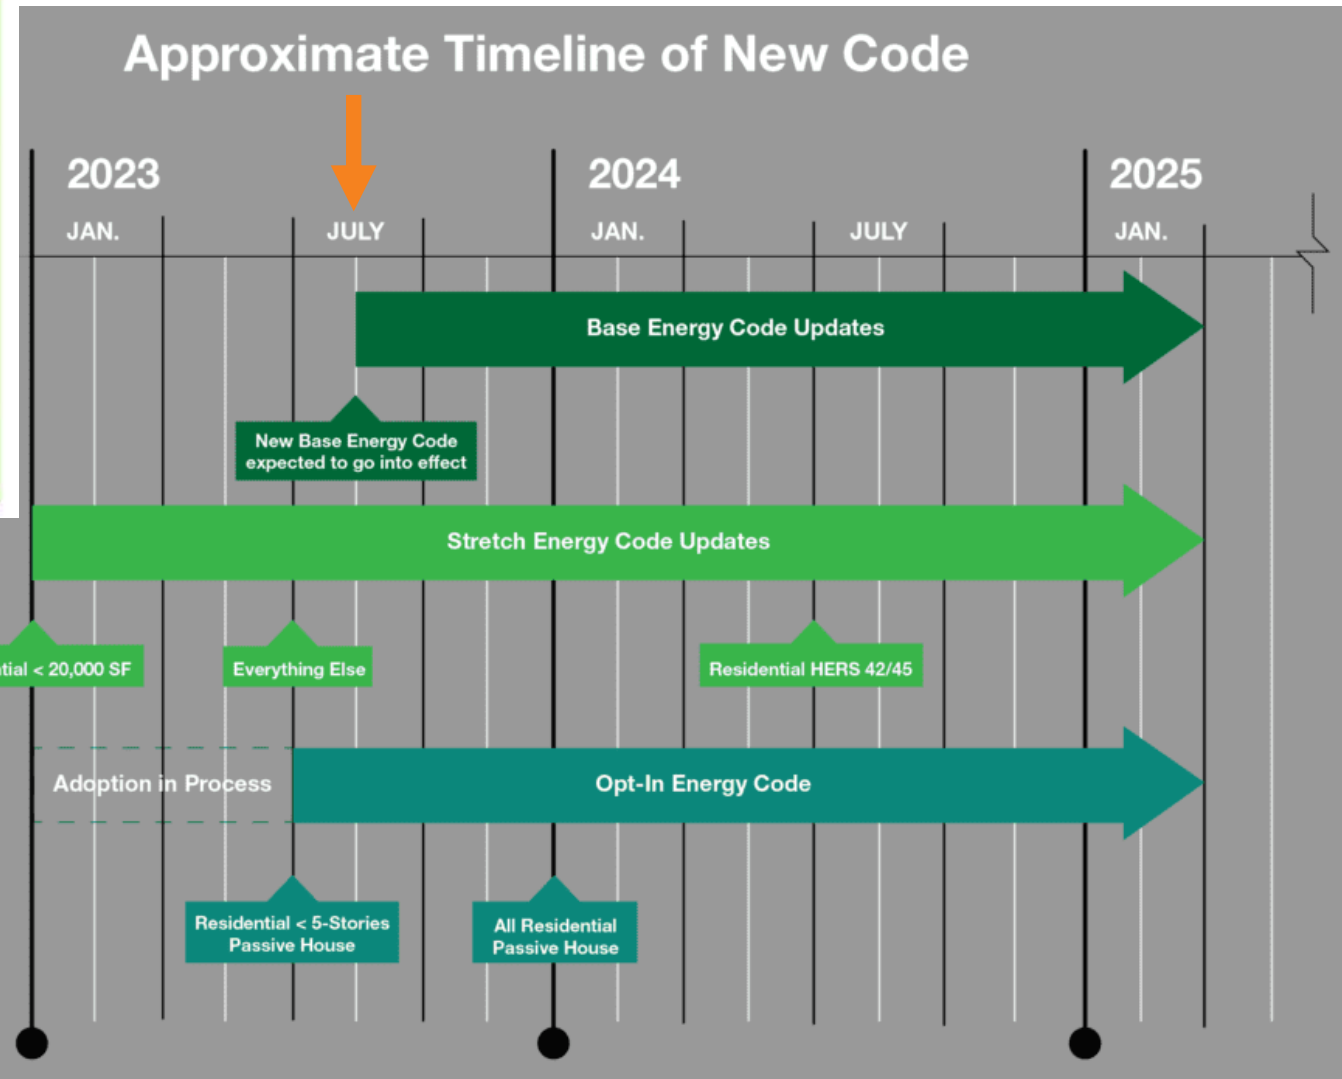 Approximate Timeline of New Code
2023
2024
2025
JAN.
JULY
JAN.
JULY
JAN.
Base Energy Code Updates
New Base Energy Code
expected to go into effect
Stretch Energy Code Updates
< 20,000 SF
Everything Else
Residential HERS 42/45
Adoption in Process
Opt-In Energy Code
Residential < 5-Stories
Passive House
All Residential
Passive House